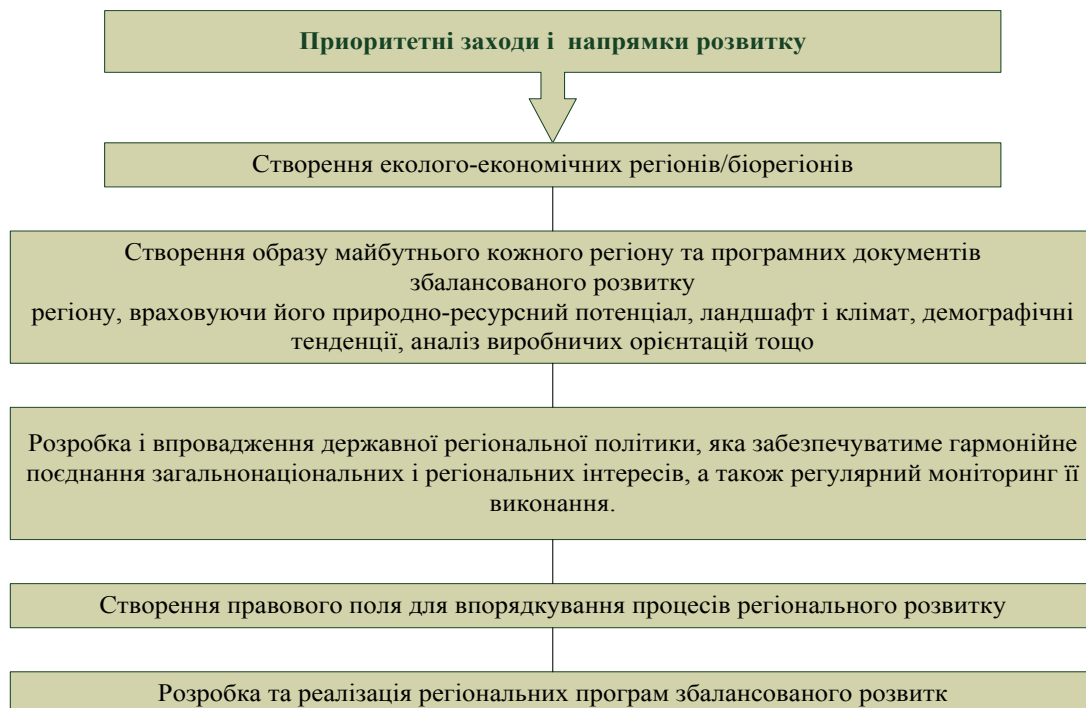 Приоритетні заходи і напрямки розвитку
Створення еколого-економічних регіонів/біорегіонів
Створення образу майбутнього кожного регіону та програмних документів
збалансованого розвитку
регіону, враховуючи його природно-ресурсний потенціал, ландшафт і клімат, демографічні
тенденції, аналіз виробничих орієнтацій тощо
Розробка і впровадження державної регіональної політики, яка забезпечуватиме гармонійне
поєднання загальнонаціональних і регіональних інтересів, а також регулярний моніторинг її
виконання.
Створення правового поля для впорядкування процесів регіонального розвитку
Розробка та реалізація регіональних програм збалансованого розвитк